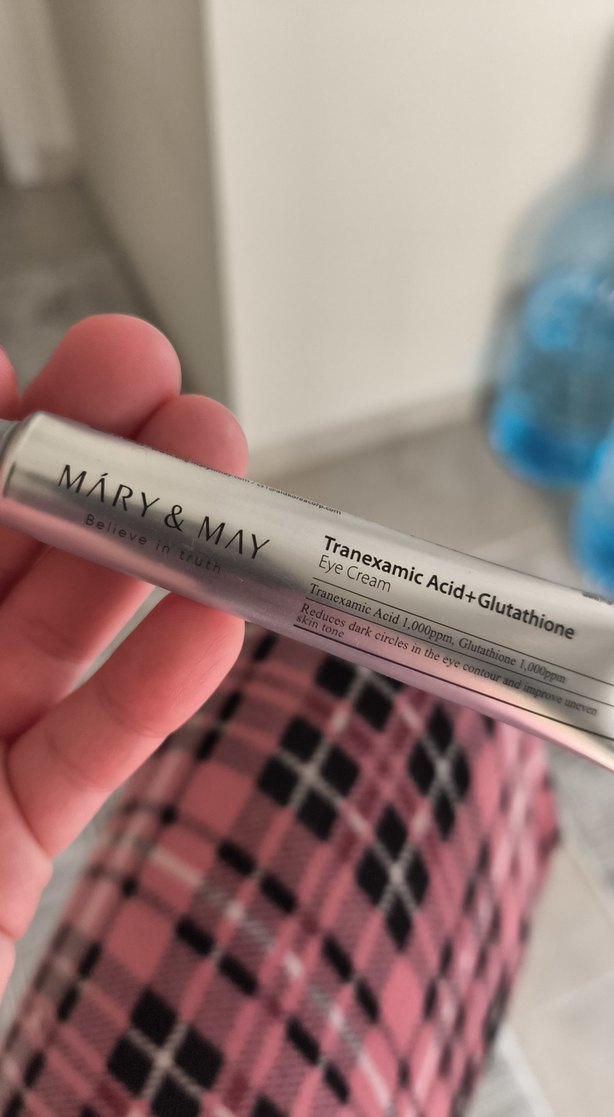 MÁRY & MAY
Believe in truth
Tranexamic Acid+Glutathione
Eye Cream
Tranexamic Acid 1,000ppm, Glutathione 1,000ppm
Reduces dark circles in the eye contour and improve uneven
skin tone